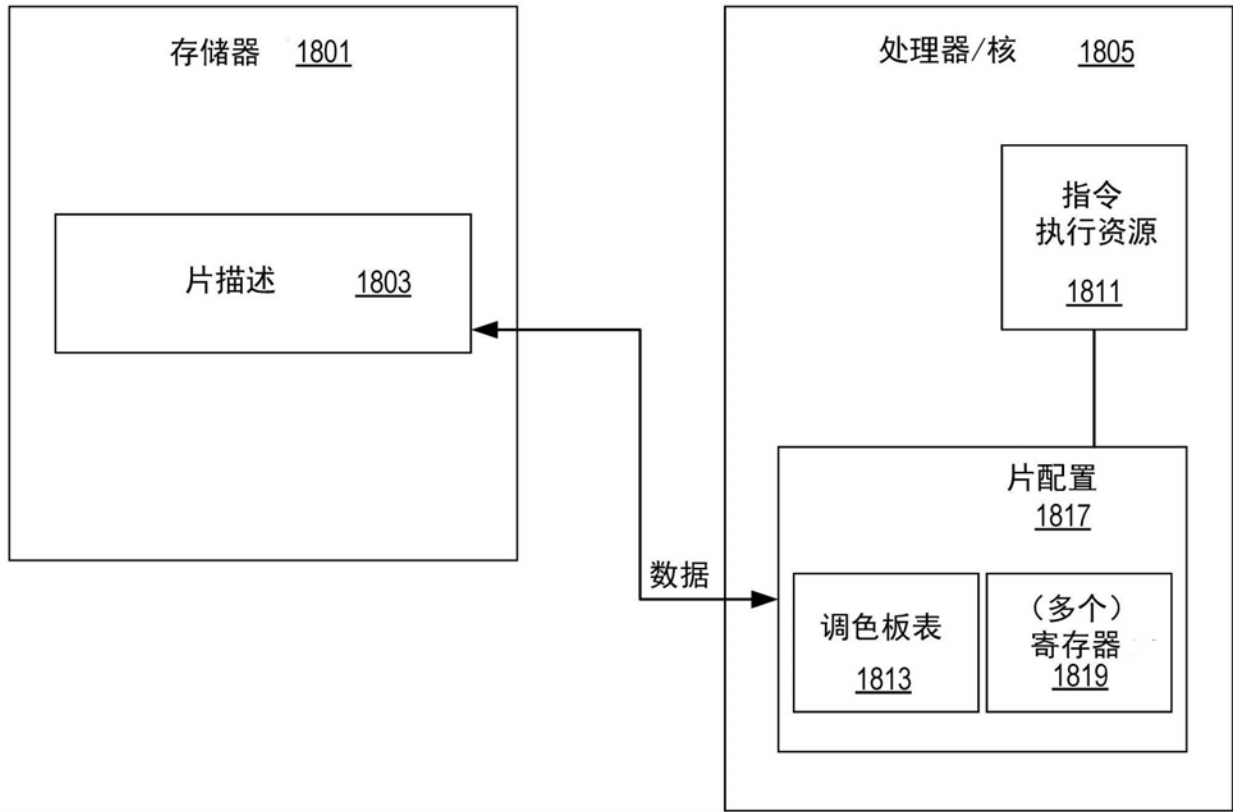 存储器 1801
片描述 1803
处理器/核 1805
指令
执行资源
1811
片配置
1817
数据
调色板表
1813
（多个）
寄存器
1819